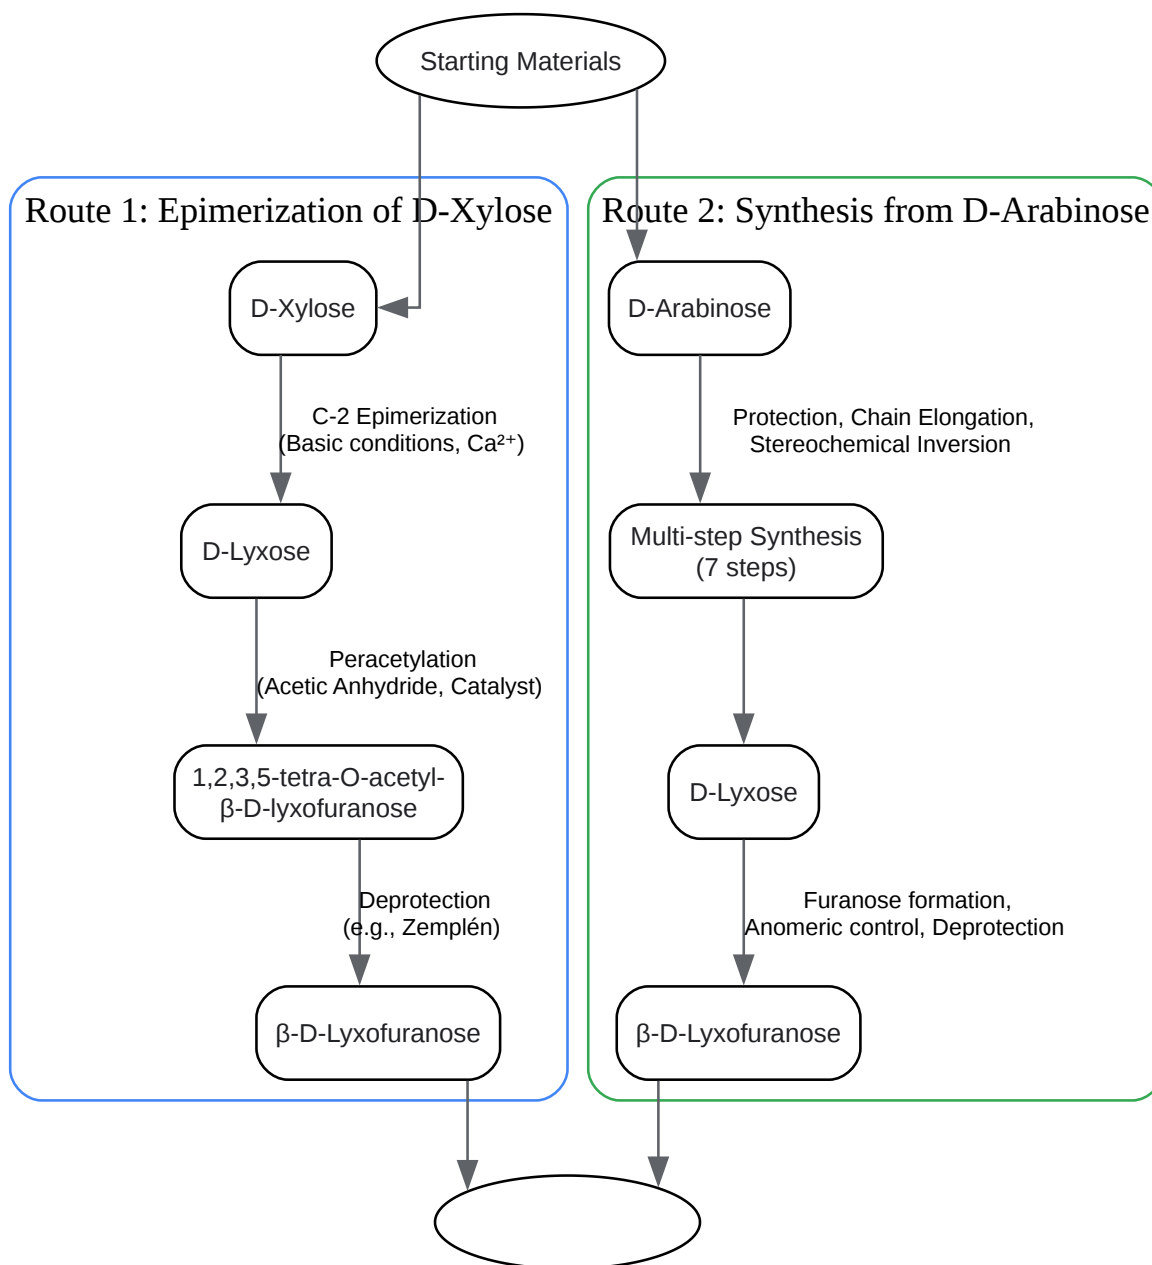 Starting Materials
Route 1: Epimerization of D-Xylose
D-Xylose
C-2 Epimerization
(Basic conditions, Ca²⁺)
D-Lyxose
Peracetylation
(Acetic Anhydride, Catalyst)
1,2,3,5-tetra-O-acetyl-
β-D-lyxofuranose
Deprotection
(e.g., Zemplén)
β-D-Lyxofuranose
Route 2: Synthesis from D-Arabinose
D-Arabinose
Protection, Chain Elongation,
Stereochemical Inversion
Multi-step Synthesis
(7 steps)
D-Lyxose
Furanose formation,
Anomeric control, Deprotection
β-D-Lyxofuranose